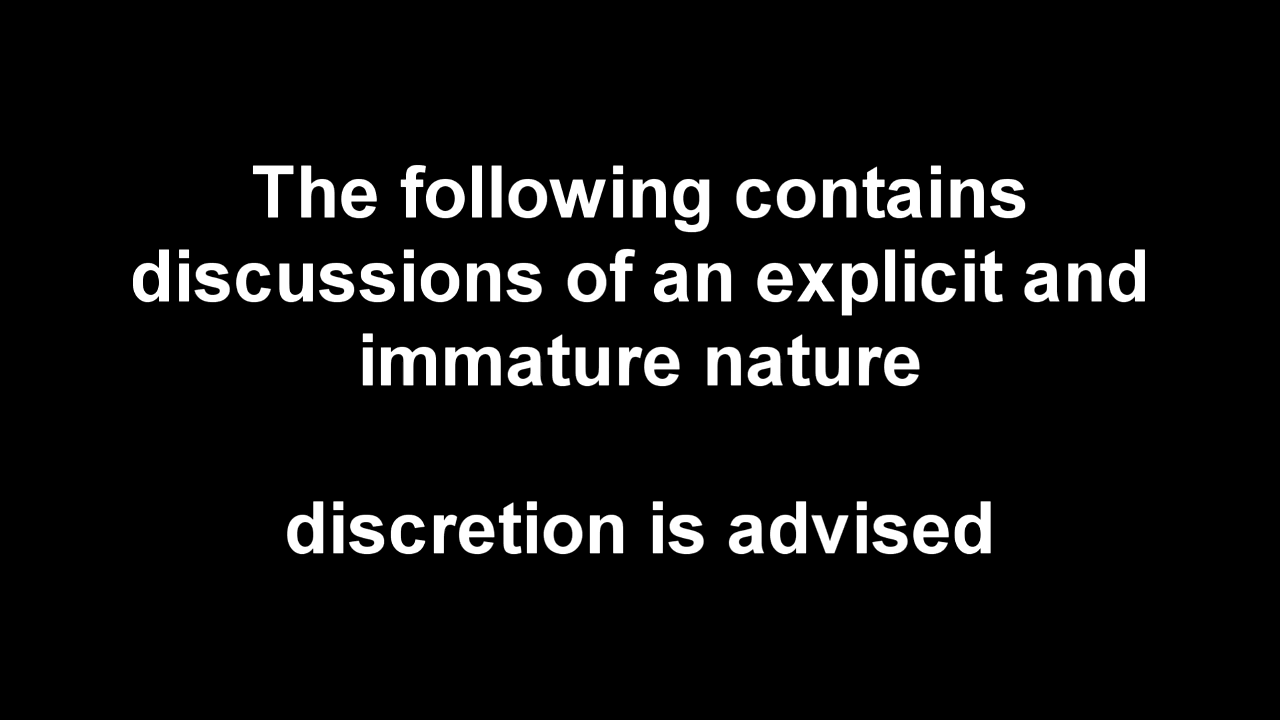 The following contains
discussions of an explicit and
immature nature
discretion is advised